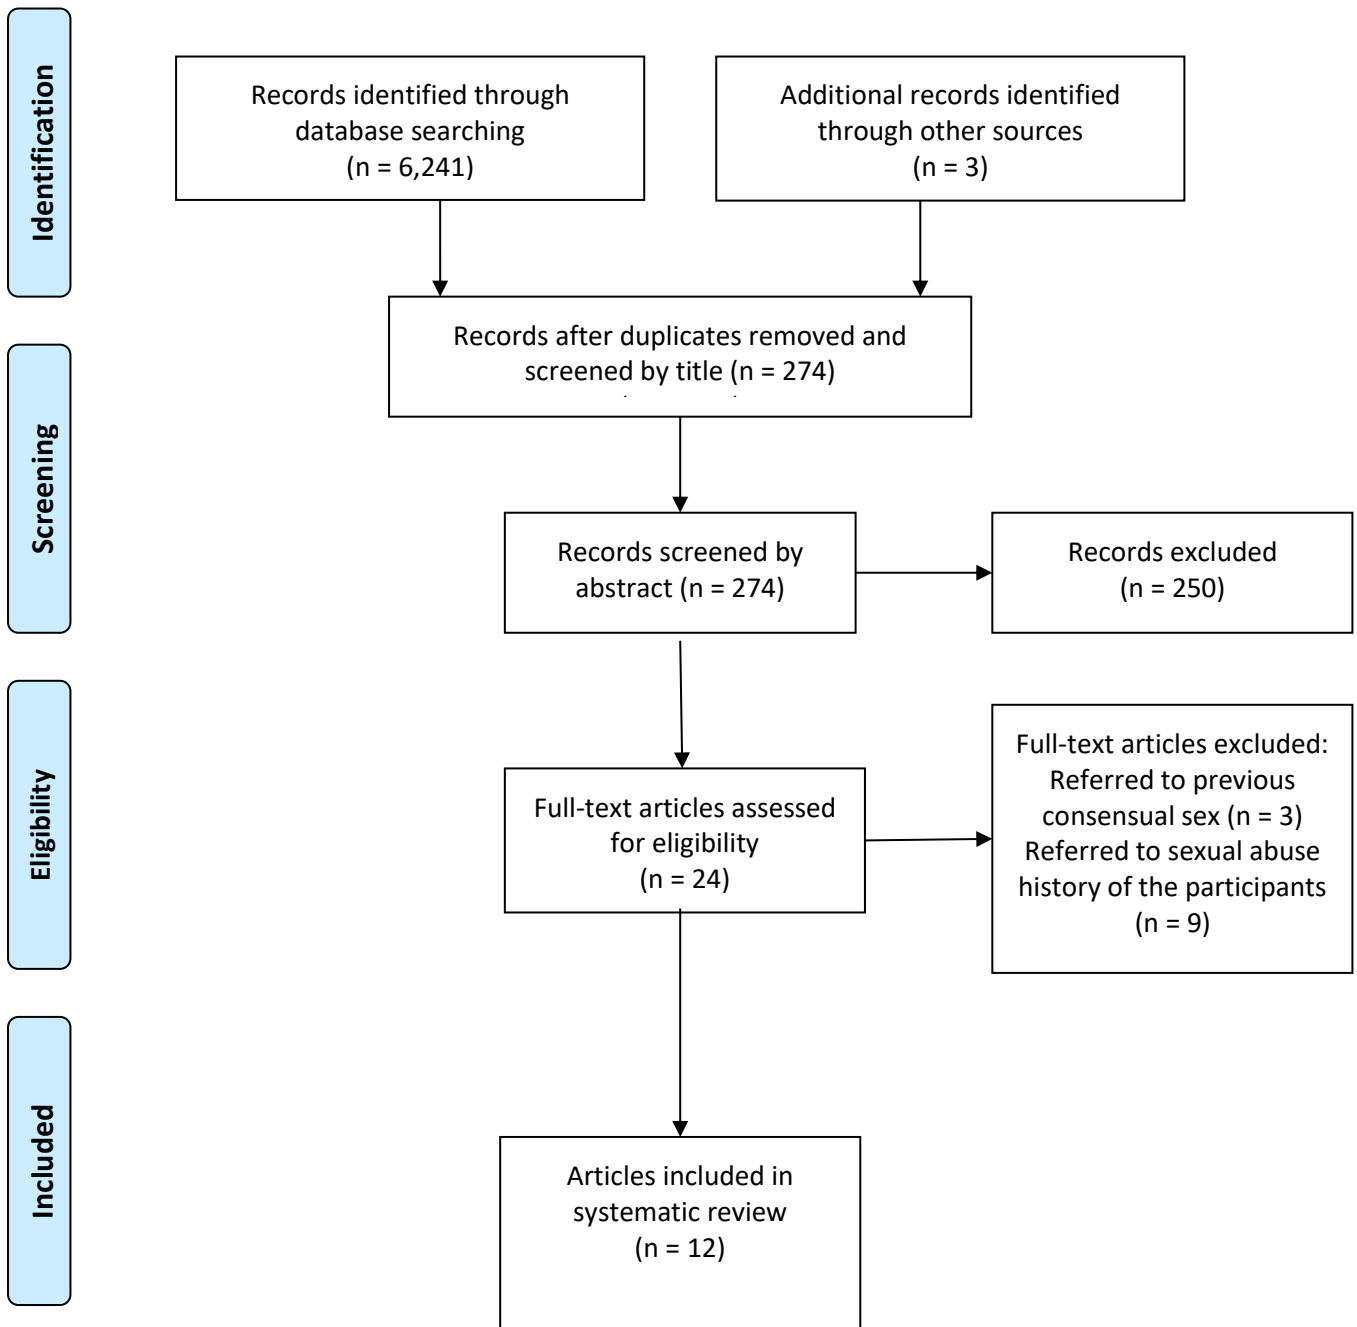 Identification
Records identified through
database searching
(n = 6,241)
Additional records identified
through other sources
(n = 3)
Records after duplicates removed and
screened by title (n = 274)
Screening
Records screened by
abstract (n = 274)
Records excluded
(n = 250)
Eligibility
Full-text articles assessed
for eligibility
(n = 24)
Full-text articles excluded:
Referred to previous
consensual sex (n = 3)
Referred to sexual abuse
history of the participants
(n = 9)
Included
Articles included in
systematic review
(n = 12)